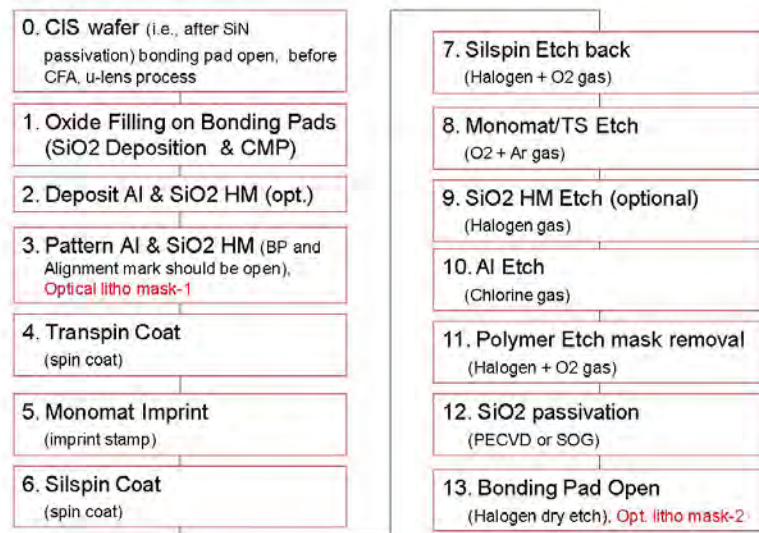 0. CIS wafer (i.e., after SiN
passivation) bonding pad open, before
CFA, u-lens process
1. Oxide Filling on Bonding Pads
(SiO2 Deposition & CMP)
2. Deposit Al & SiO2 HM (opt.)
3. Pattern Al & SiO2 HM (BP and
Alignment mark should be open),
Optical litho mask-1
4. Transpin Coat
(spin coat)
5. Monomat Imprint
(imprint stamp)
6. Silspin Coat
(spin coat)
7. Silspin Etch back
(Halogen + O2 gas)
8. Monomat/TS Etch
(O2 + Ar gas)
9. SiO2 HM Etch (optional)
(Halogen gas)
10. Al Etch
(Chlorine gas)
11. Polymer Etch mask removal
(Halogen + O2 gas)
12. SiO2 passivation
(PECVD or SOG)
13. Bonding Pad Open
(Halogen dry etch), Opt. litho mask-2